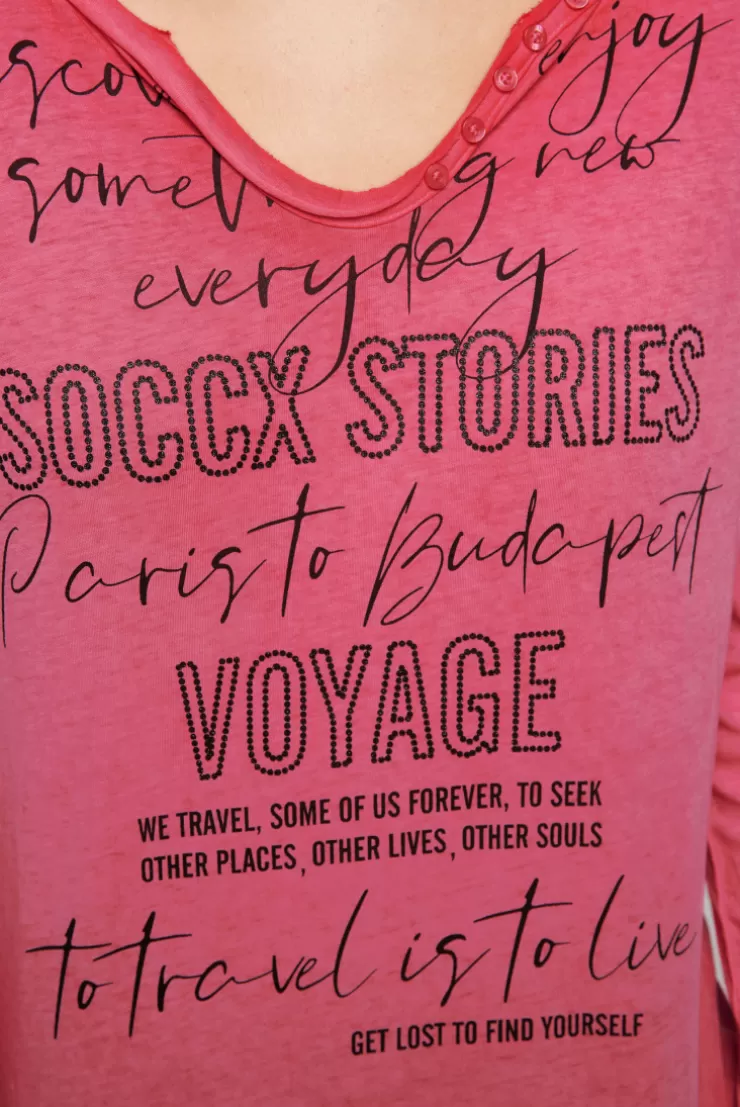 enjoy
new
everyday
SOCCX STORIES
Paris to Budapest
VOYAGE
WE TRAVEL, SOME OF US FOREVER, TO SEEK
OTHER PLACES, OTHER LIVES, OTHER SOULS
to travel is to live
GET LOST TO FIND YOURSELF